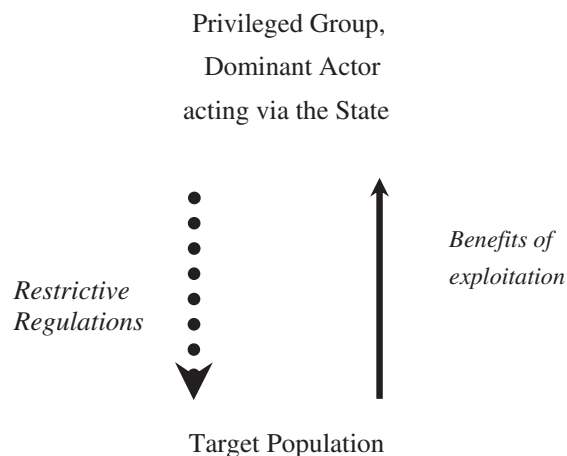 Privileged Group,
Dominant Actor
acting via the State
Benefits of
exploitation
Restrictive
Regulations
Target Population